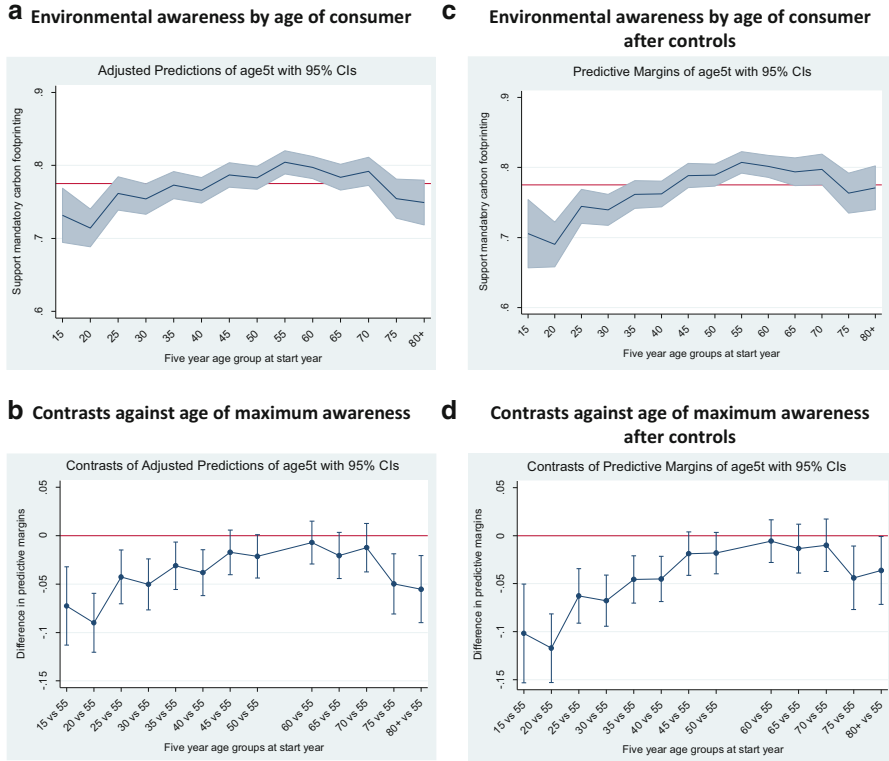 a Environmental awareness by age of consumer
Adjusted Predictions of age5t with 95% CIs
Support mandatory carbon footprinting
.9
.8
.7
.6
15 20 25 30 35 40 45 50 55 60 65 70 75 80+
Five year age groups at start year
b Contrasts against age of maximum awareness
Contrasts of Adjusted Predictions of age5t with 95% CIs
Difference in predictive margins
.05
0
-.05
-.1
-.15
15 vs 55 20 vs 55 25 vs 55 30 vs 55 35 vs 55 40 vs 55 45 vs 55 50 vs 55 60 vs 55 65 vs 55 70 vs 55 75 vs 55 80+ vs 55
Five year age groups at start year
c Environmental awareness by age of consumer
after controls
Predictive Margins of age5t with 95% CIs
Support mandatory carbon footprinting
.9
.8
.7
.6
15 20 25 30 35 40 45 50 55 60 65 70 75 80+
Five year age groups at start year
d Contrasts against age of maximum awareness
after controls
Contrasts of Predictive Margins of age5t with 95% CIs
Difference in predictive margins
.05
0
-.05
-.1
-.15
15 vs 55 20 vs 55 25 vs 55 30 vs 55 35 vs 55 40 vs 55 45 vs 55 50 vs 55 60 vs 55 65 vs 55 70 vs 55 75 vs 55 80+ vs 55
Five year age groups at start year